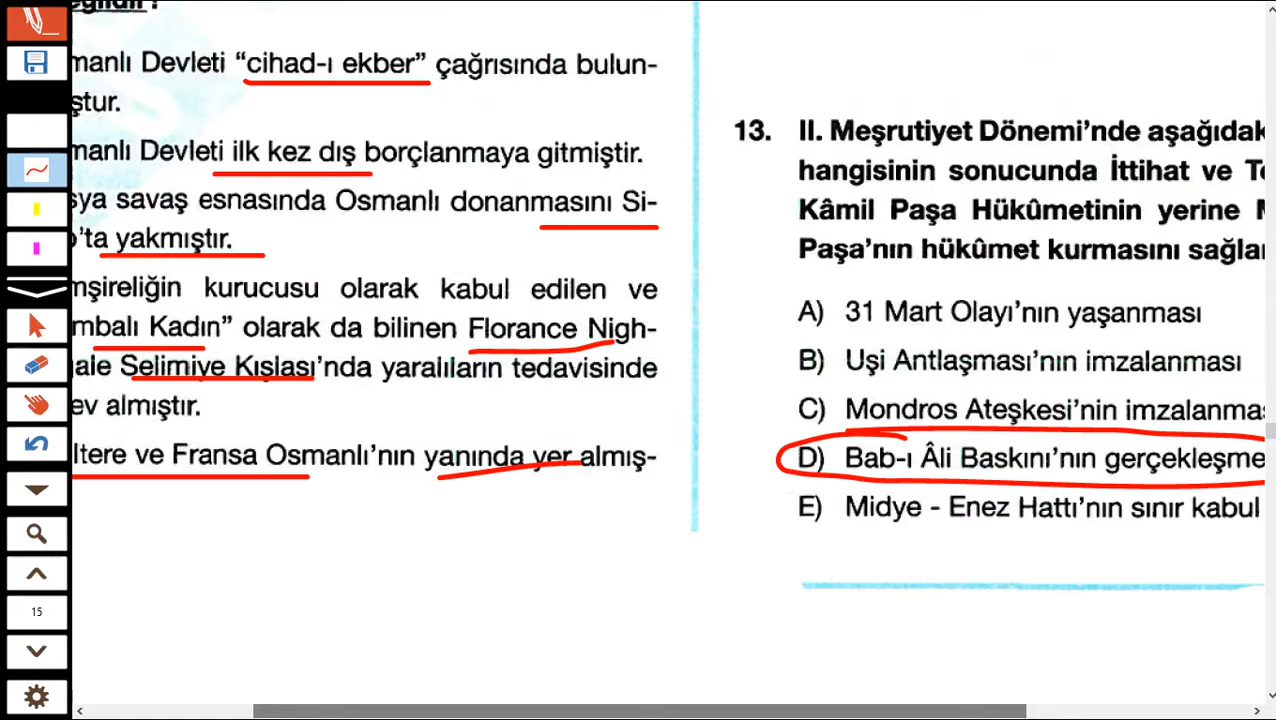 manlı Devleti “cihad-ı ekber” çağrısında bulun-
ştur.
manlı Devleti ilk kez dış borçlanmaya gitmiştir.
sya savaş esnasında Osmanlı donanmasını Si-
’ta yakmıştır.
mşireliğin kurucusu olarak kabul edilen ve
mbalı Kadın” olarak da bilinen Florance Nigh-
gale Selimiye Kışlası’nda yaralıların tedavisinde
ev almıştır.
ltere ve Fransa Osmanlı’nın yanında yer almış-
13. II. Meşrutiyet Dönemi’nde aşağıdak
hangisinin sonucunda İttihat ve Te
Kâmil Paşa Hükûmetinin yerine M
Paşa’nın hükûmet kurmasını sağla
A) 31 Mart Olayı’nın yaşanması
B) Uşi Antlaşması’nın imzalanması
C) Mondros Ateşkesi’nin imzalanma
D) Bab-ı Âli Baskını’nın gerçekleşme
E) Midye - Enez Hattı’nın sınır kabul
15